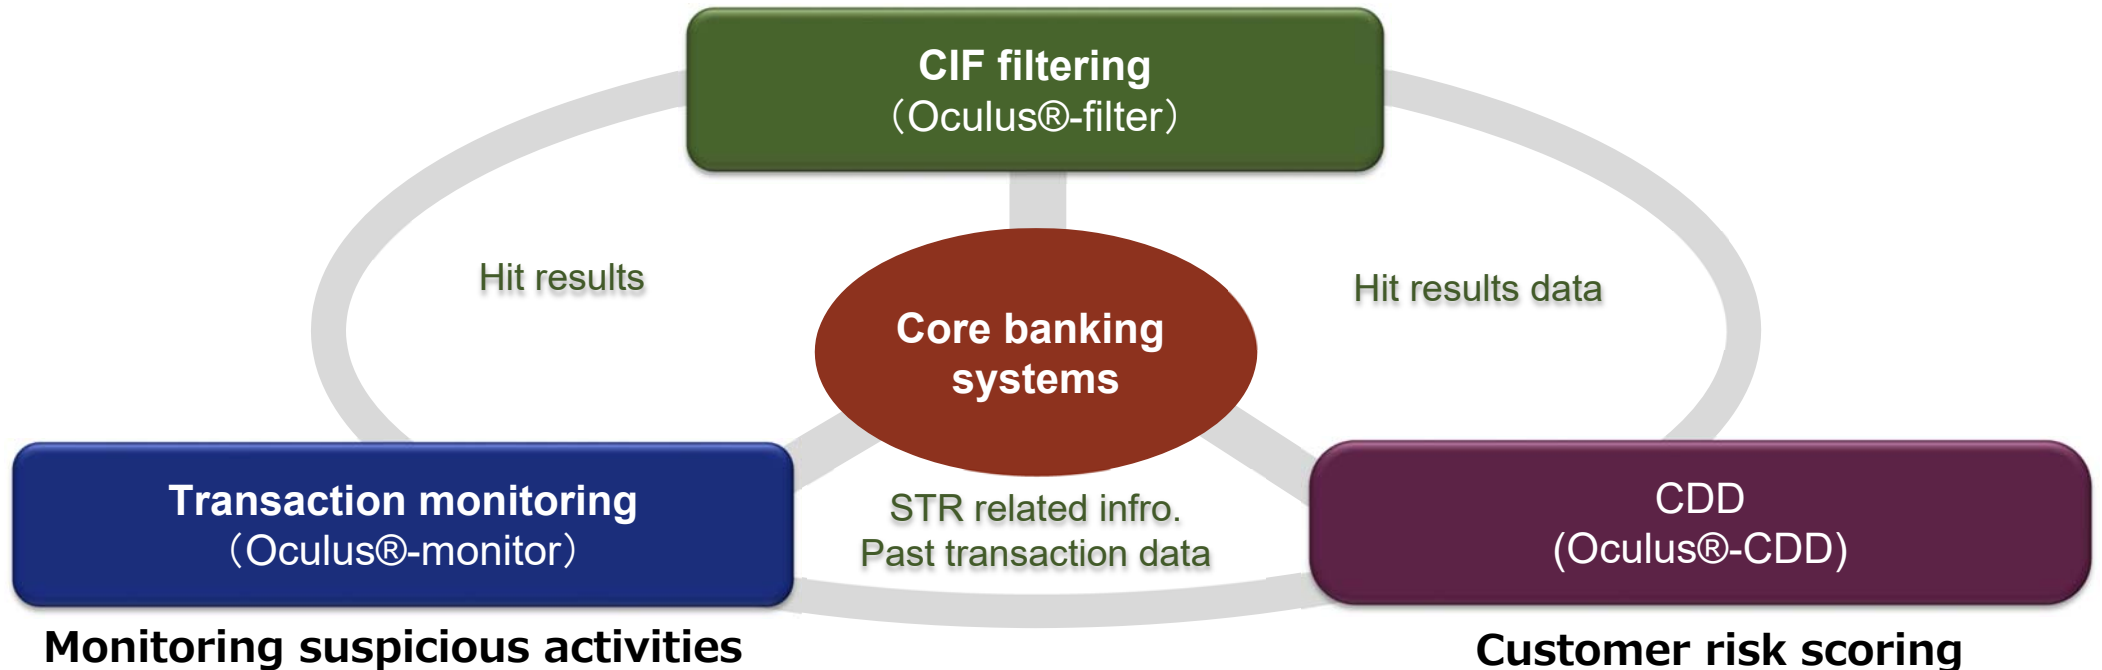 CIF filtering
（Oculus®-filter）
Hit results
Hit results data
Core banking
systems
Transaction monitoring
（Oculus®-monitor）
STR related infro.
Past transaction data
CDD
(Oculus®-CDD)
Monitoring suspicious activities
Customer risk scoring